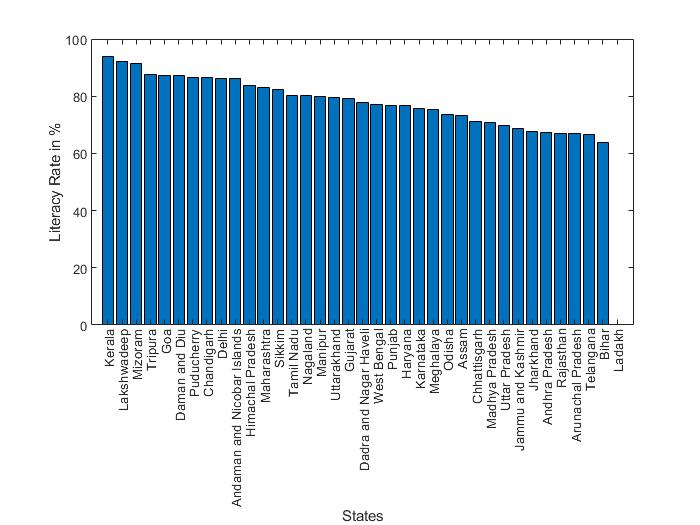 100
80
60
40
20
0
Literacy Rate in %
Kerala
Lakshwadeep
Mizoram
Tripura
Goa
Daman and Diu
Puducherry
Chandigarh
Delhi
Andaman and Nicobar Islands
Himachal Pradesh
Maharashtra
Sikkim
Tamil Nadu
Nagaland
Manipur
Uttarakhand
Gujarat
Dadra and Nagar Haveli
West Bengal
Punjab
Haryana
Karnataka
Meghalaya
Odisha
Assam
Chhattisgarh
Madhya Pradesh
Uttar Pradesh
Jammu and Kashmir
Jharkhand
Andhra Pradesh
Rajasthan
Arunachal Pradesh
Telangana
Bihar
Ladakh
States